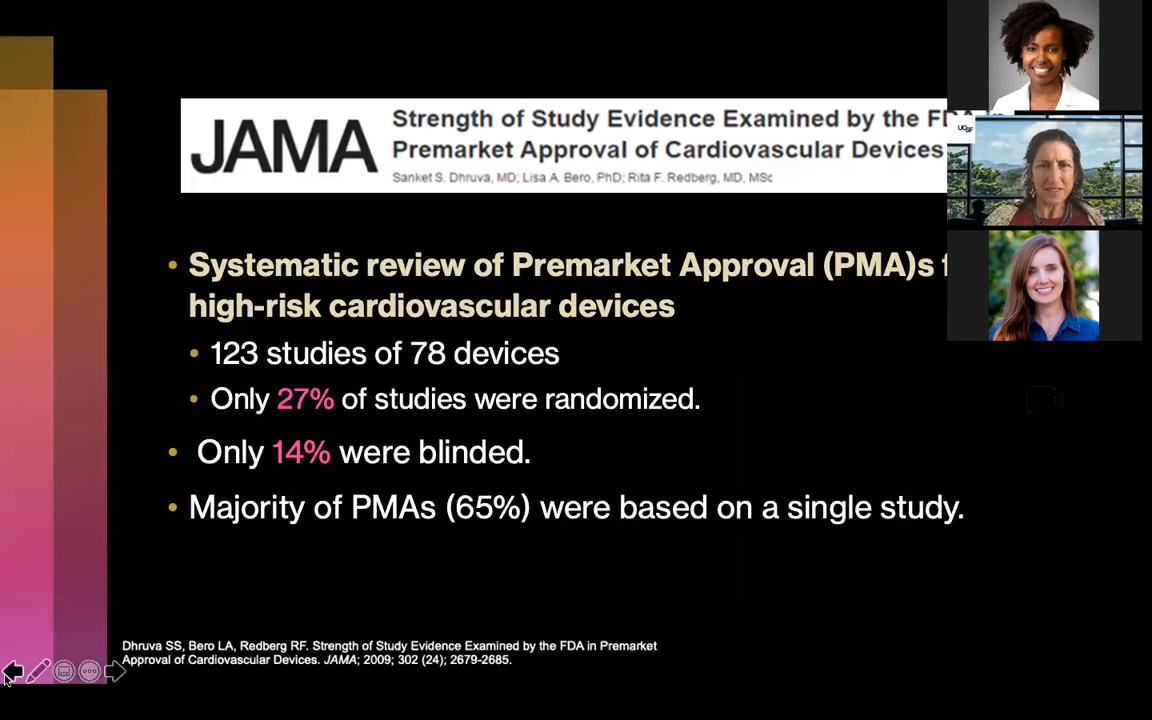 JAMA
Strength of Study Evidence Examined by the
Premarket Approval of Cardiovascular Devices
Sanket S. Dhruva, MD; Lisa A. Bero, PhD; Rita F. Redberg, MD, MSc
UCSF
• Systematic review of Premarket Approval (PMA)s
high-risk cardiovascular devices
• 123 studies of 78 devices
• Only 27% of studies were randomized.
• Only 14% were blinded.
• Majority of PMAs (65%) were based on a single study.
Dhruva SS, Bero LA, Redberg RF. Strength of Study Evidence Examined by the FDA in Premarket
Approval of Cardiovascular Devices. JAMA; 2009; 302 (24); 2679-2685.